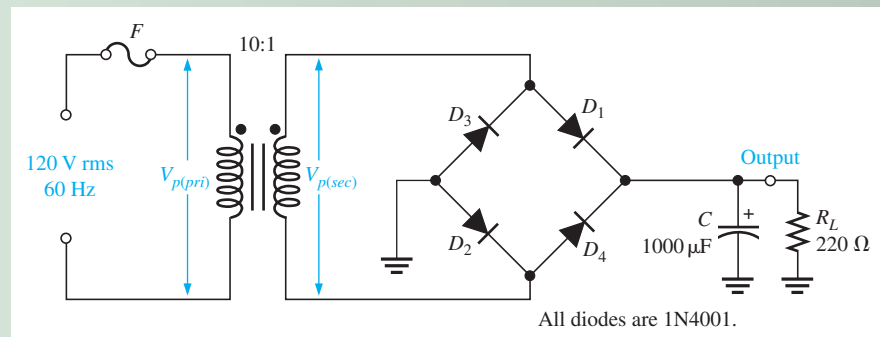 F
10:1
D3
D1
120 V rms
60 Hz
Vp(pri)
Vp(sec)
Output
D2
D4
C
+
1000 μF
RL
220 Ω
All diodes are 1N4001.